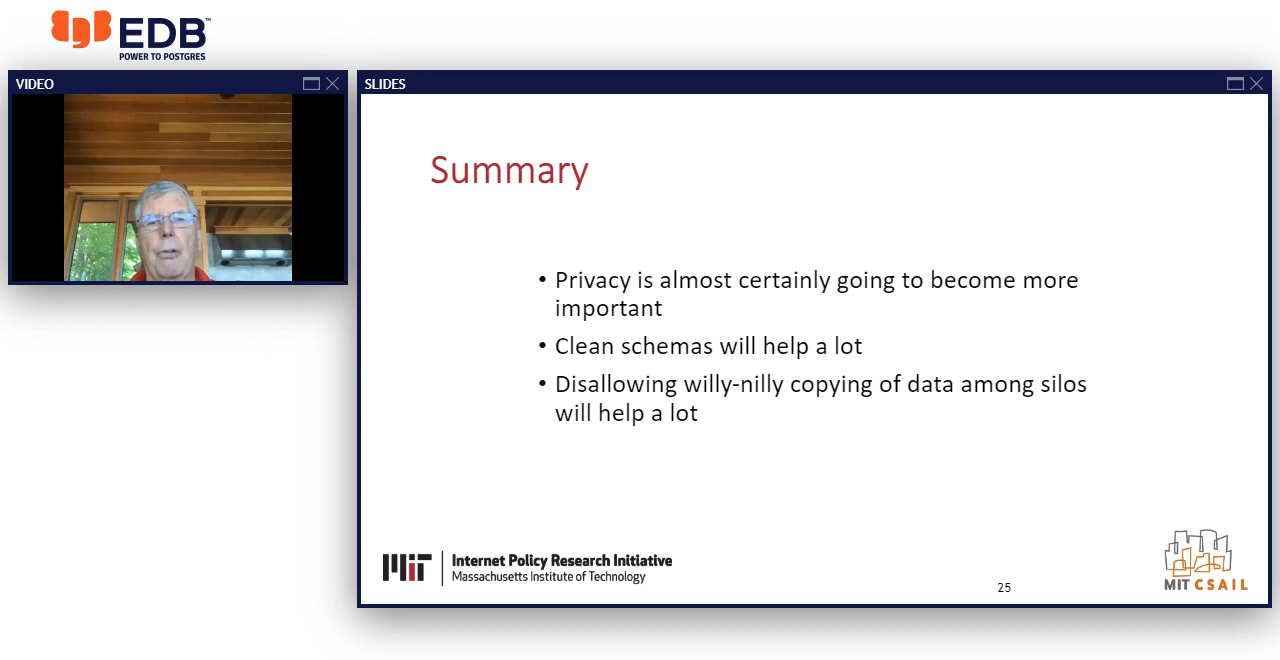 EDB™
POWER TO POSTGRES
VIDEO
SLIDES
Summary
• Privacy is almost certainly going to become more
important
• Clean schemas will help a lot
• Disallowing willy-nilly copying of data among silos
will help a lot
MIT Internet Policy Research Initiative
Massachusetts Institute of Technology
25
MIT CSAIL